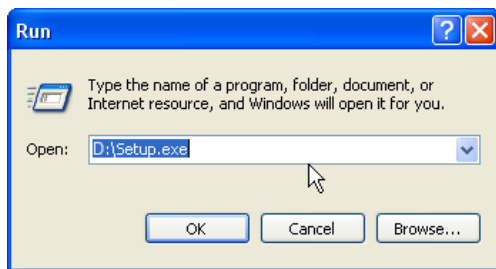 Run
Type the name of a program, folder, document, or
Internet resource, and Windows will open it for you.
Open: D:\Setup.exe
OK Cancel Browse...